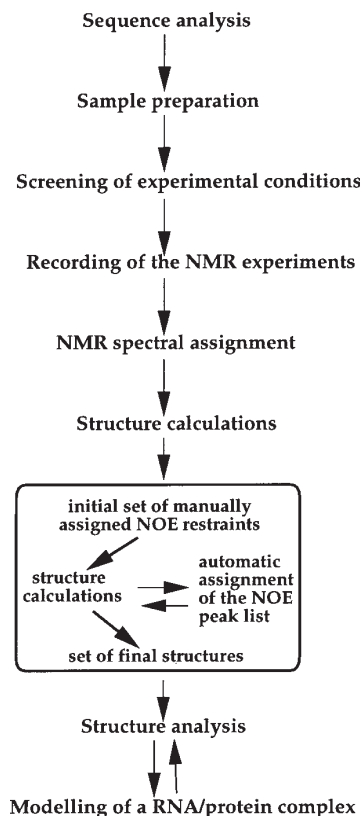 Sequence analysis
Sample preparation
Screening of experimental conditions
Recording of the NMR experiments
NMR spectral assignment
Structure calculations
initial set of manually
assigned NOE restraints
structure
calculations
automatic
assignment
of the NOE
peak list
set of final structures
Structure analysis
Modelling of a RNA/protein complex